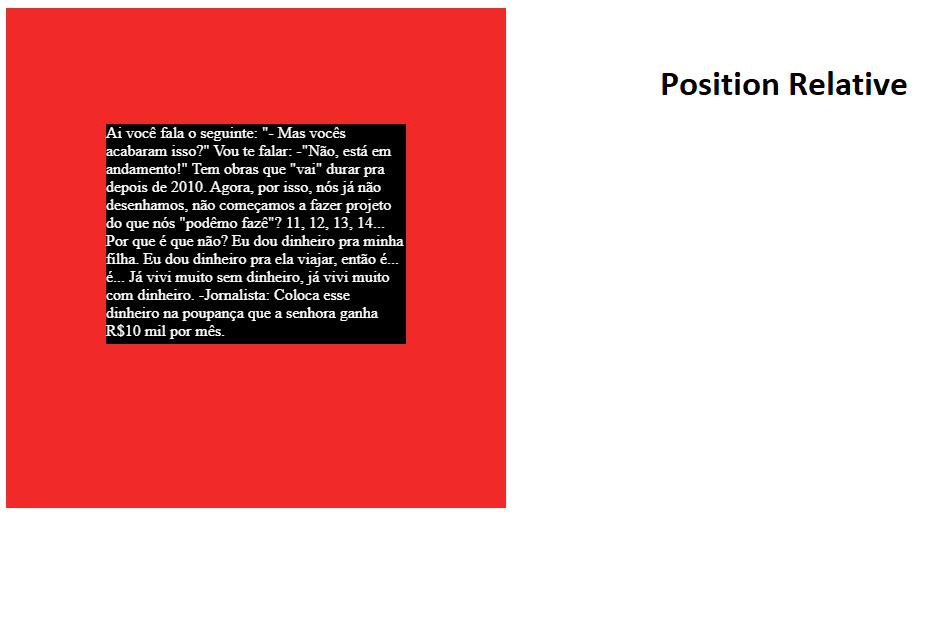 Position Relative
Ai você fala o seguinte: "- Mas vocês
acabaram isso?" Vou te falar: -"Não, está em
andamento!" Tem obras que "vai" durar pra
depois de 2010. Agora, por isso, nós já não
desenhamos, não começamos a fazer projeto
do que nós "podêmo fazê"? 11, 12, 13, 14...
Por que é que não? Eu dou dinheiro pra minha
filha. Eu dou dinheiro pra ela viajar, então é...
é... Já vivi muito sem dinheiro, já vivi muito
com dinheiro. -Jornalista: Coloca esse
dinheiro na poupança que a senhora ganha
R$10 mil por mês.